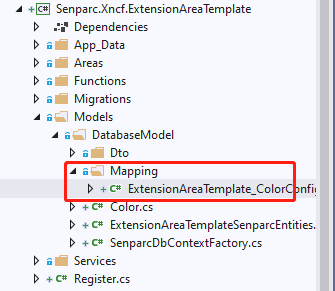 Senparc.Xncf.ExtensionAreaTemplate
Dependencies
App_Data
Areas
Functions
Migrations
Models
DatabaseModel
Dto
Mapping
ExtensionAreaTemplate_ColorConfi
Color.cs
ExtensionAreaTemplateSenparcEntities.
SenparcDbContextFactory.cs
Services
Register.cs